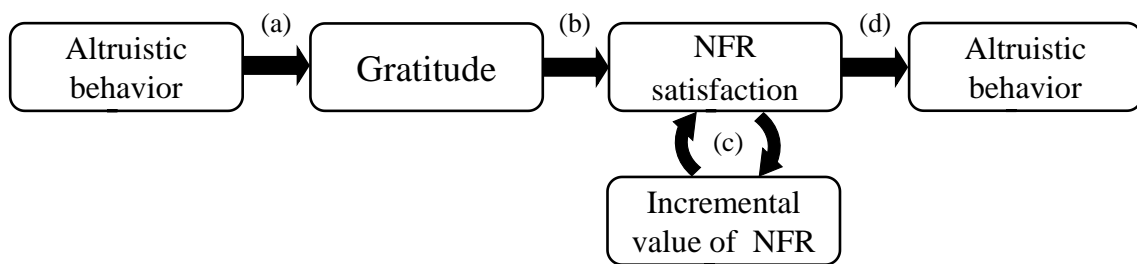 (a)
(b)
(d)
Altruistic
behavior
Gratitude
NFR
satisfaction
Altruistic
behavior
(c)
Incremental
value of NFR